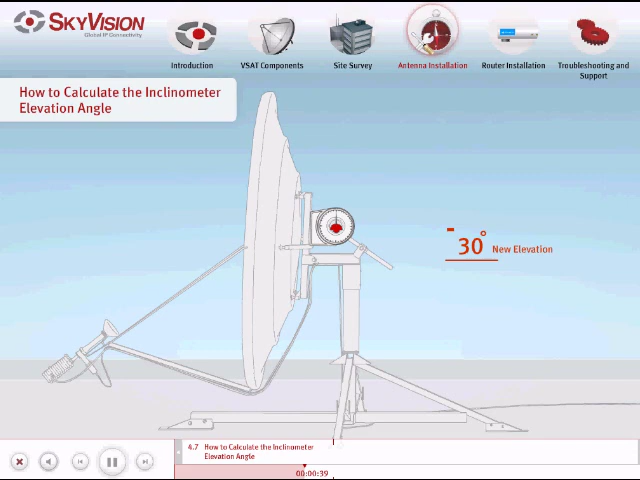 SKYVISION
Global IP Connectivity
Introduction
VSAT Components
Site Survey
Antenna Installation
Router Installation
Troubleshooting and
Support
How to Calculate the Inclinometer
Elevation Angle
-30° New Elevation
4.7 How to Calculate the Inclinometer
Elevation Angle
00:00:39